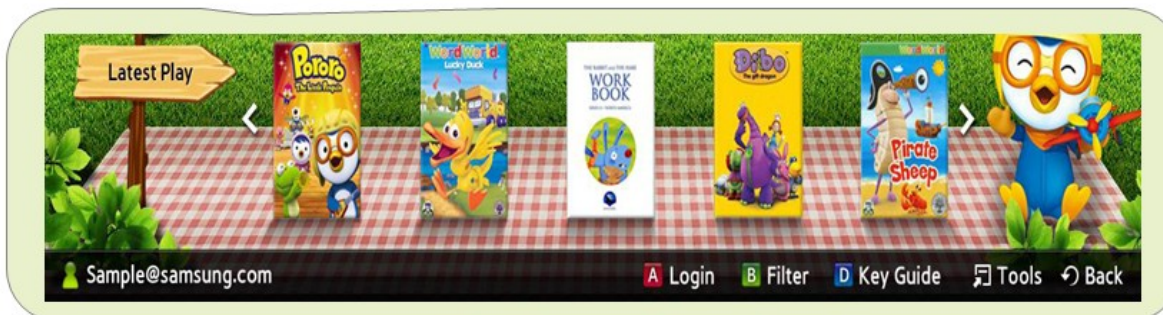 Latest Play
Pororo
The Little Penguin
WordWorld
Lucky Duck
THE RABBIT AND THE HARE
WORK
BOOK
Dibo
The gift dragon
WordWorld
Pirate
Sheep
Sample@samsung.com
A Login
B Filter
D Key Guide
Tools
Back